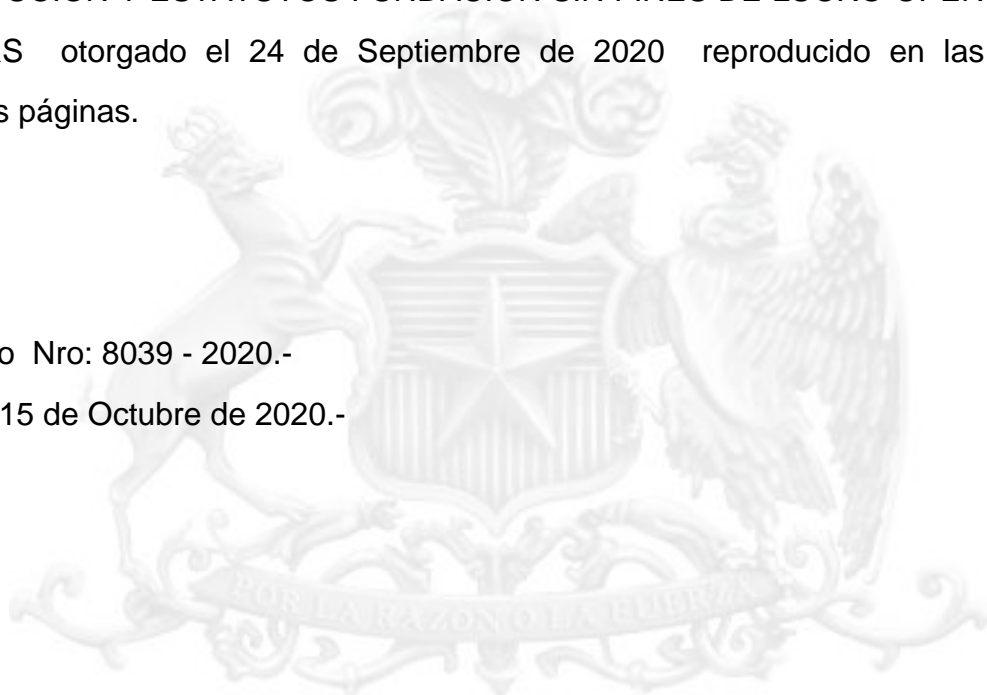 otorgado el 24 de Septiembre de 2020 reproducido en las
páginas.
Nro: 8039 - 2020.-
15 de Octubre de 2020.-
POR LA RAZON O LA FUERZA